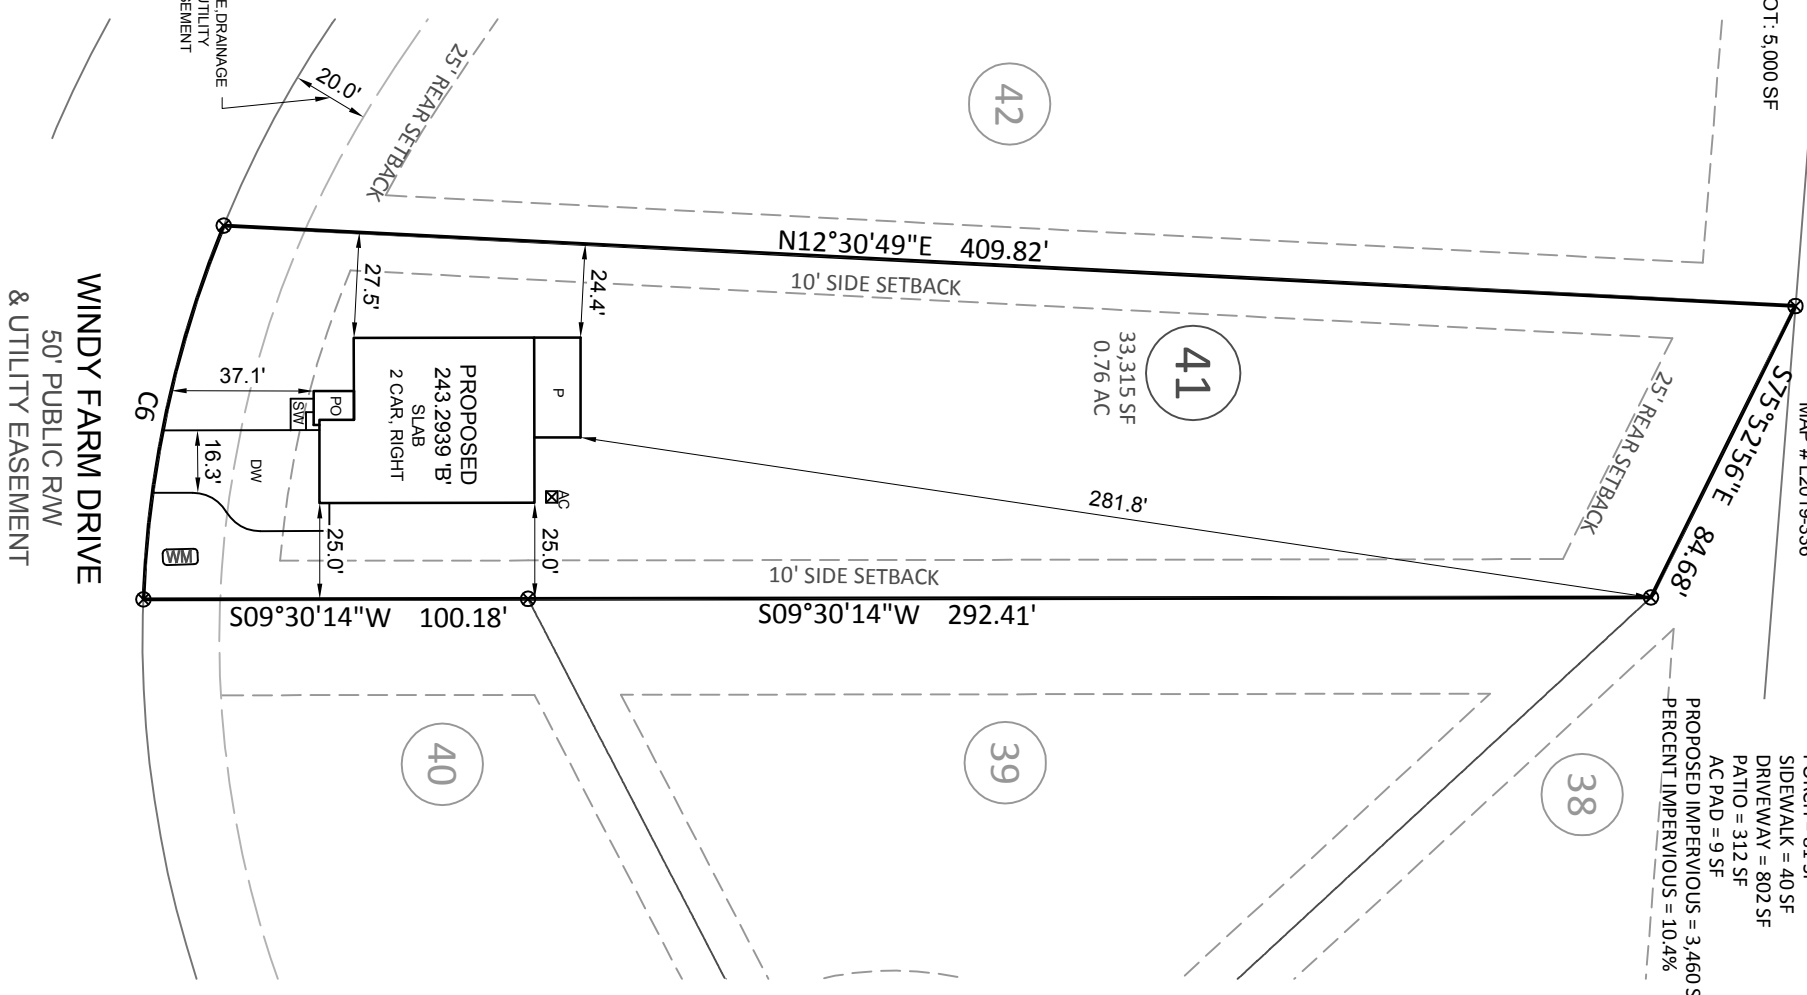 OT: 5,000 SF
SIDEWALK = 40 SF
DRIVEWAY = 802 SF
PATIO = 312 SF
AC PAD = 9 SF
PROPOSED IMPERVIOUS = 3,460 S
PERCENT IMPERVIOUS = 10.4%
E,DRAINAGE
UTILITY
20.0'
25' REAR SETBACK
42
N12°30'49"E 409.82'
10' SIDE SETBACK
27.5'
24.4'
41
33,315 SF
0.76 AC
25' REAR SETBACK
S75°52'56"E 84.68'
P
PROPOSED
243.2939 'B'
SLAB
2 CAR, RIGHT
PO
SW
37.1'
C6
16.3'
DW
AC
281.8'
25.0'
25.0'
WM
10' SIDE SETBACK
S09°30'14"W 100.18'
S09°30'14"W 292.41'
WINDY FARM DRIVE
50' PUBLIC R/W
& UTILITY EASEMENT
40
39
38